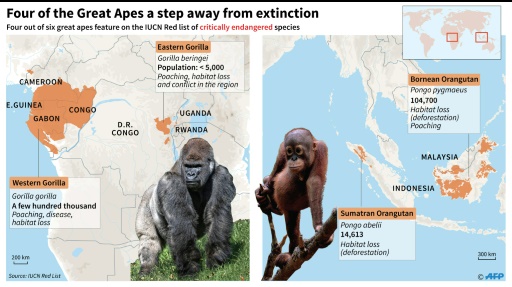 Four of the Great Apes a step away from extinction
Four out of six great apes feature on the IUCN Red list of critically endangered species
Eastern Gorilla
Gorilla beringei
Population: < 5,000
Poaching, habitat loss
and conflict in the region
CAMEROON
E.GUINEA
GABON
CONGO
D.R.
CONGO
UGANDA
RWANDA
Western Gorilla
Gorilla gorilla
A few hundred thousand
Poaching, disease,
habitat loss
200 km
Source: IUCN Red List
Bornean Orangutan
Pongo pygmaeus
104,700
Habitat loss
(deforestation)
Poaching
MALAYSIA
INDONESIA
Sumatran Orangutan
Pongo abelii
14,613
Habitat loss
(deforestation)
300 km
© AFP